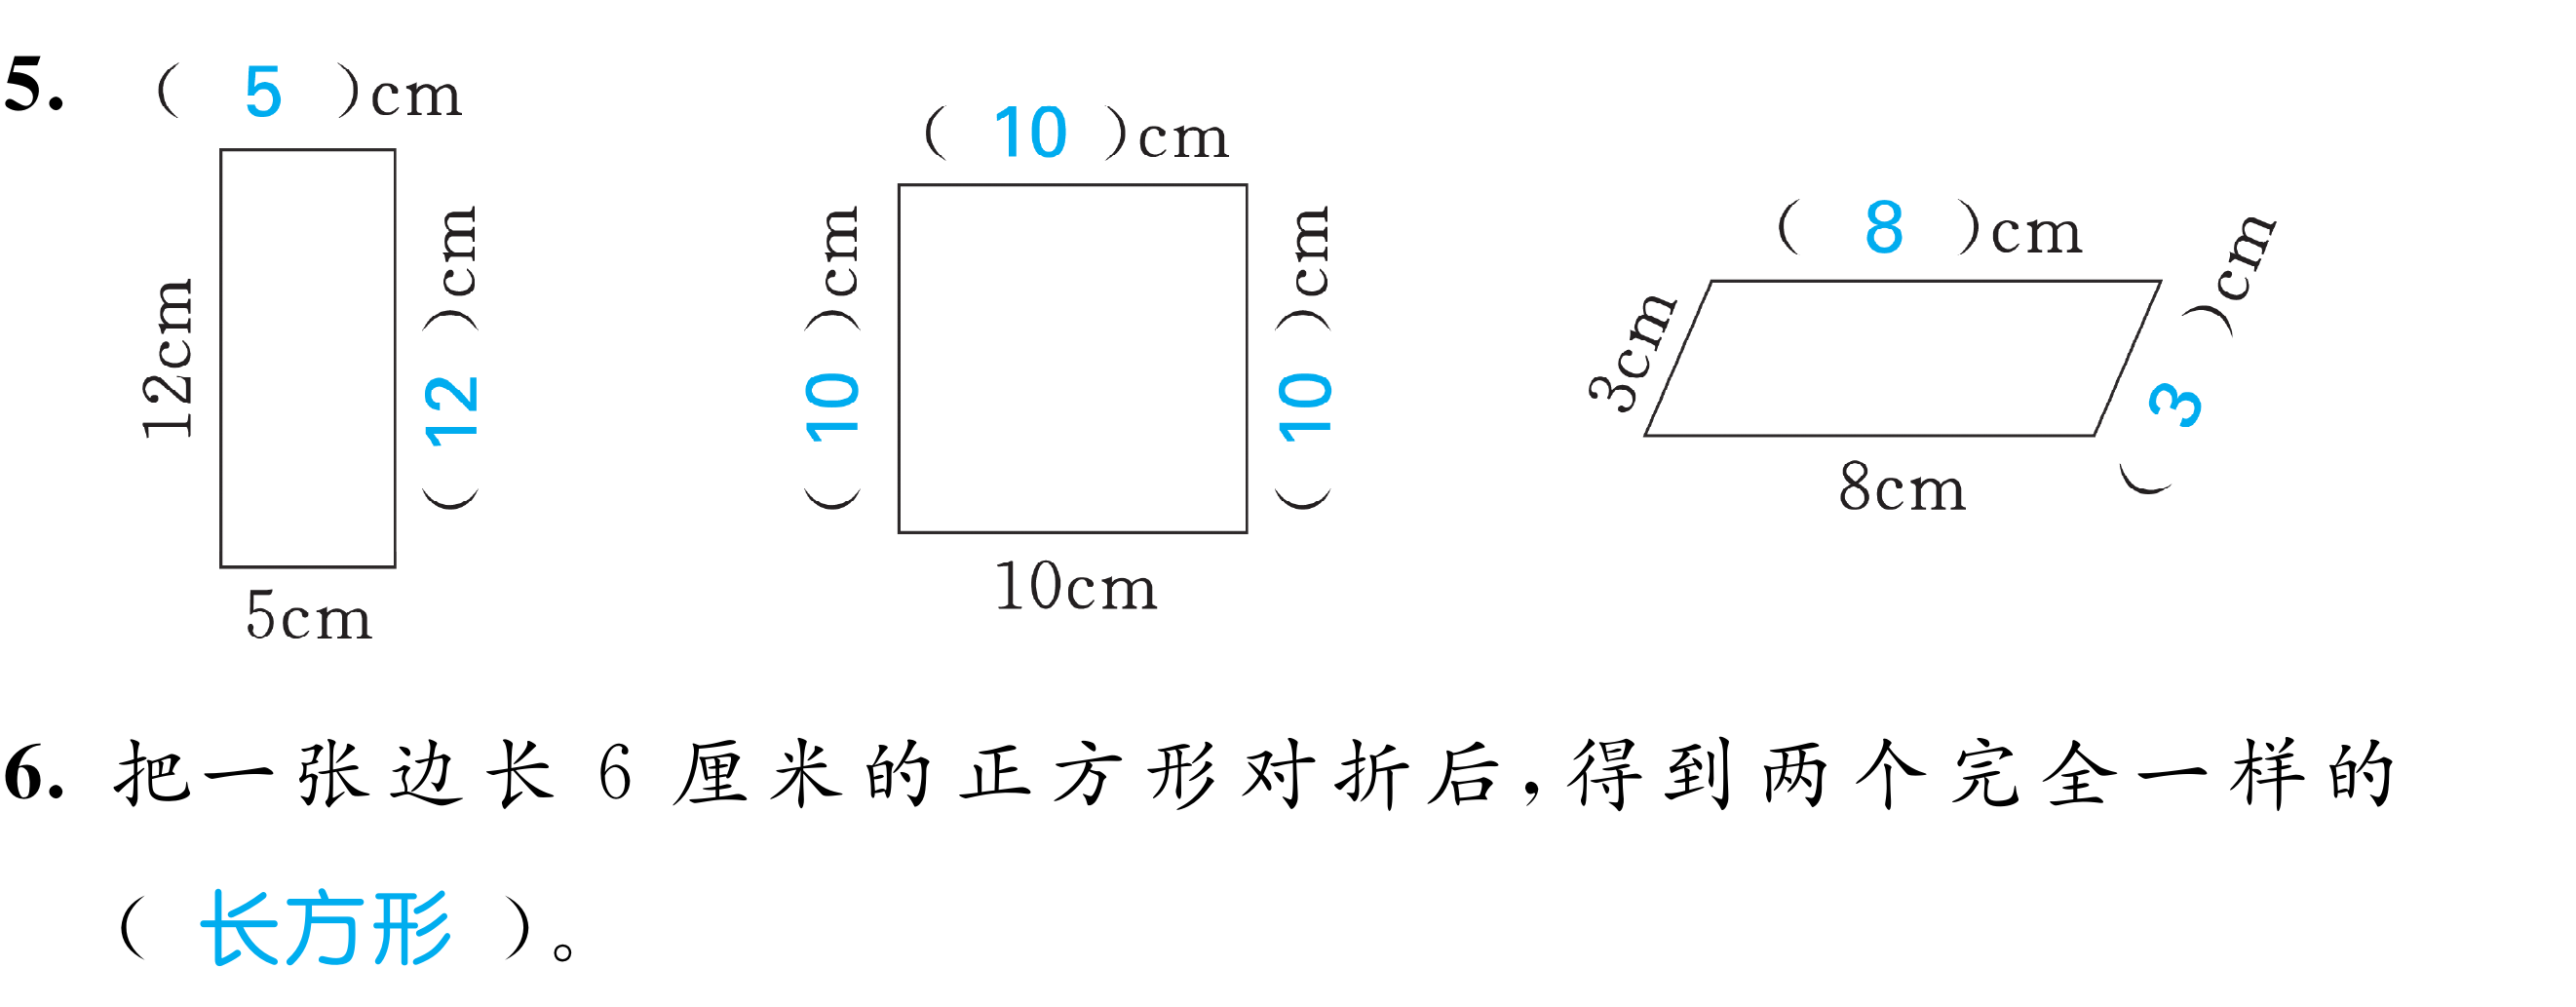 5. ( 5 )cm
12cm
( 12 )cm
5cm
( 10 )cm
( 10 )cm
( 10 )cm
10cm
( 8 )cm
3cm
( 3 )cm
8cm
6. 把一张边长 6 厘米的正方形对折后,得到两个完全一样的
( 长方形 )。